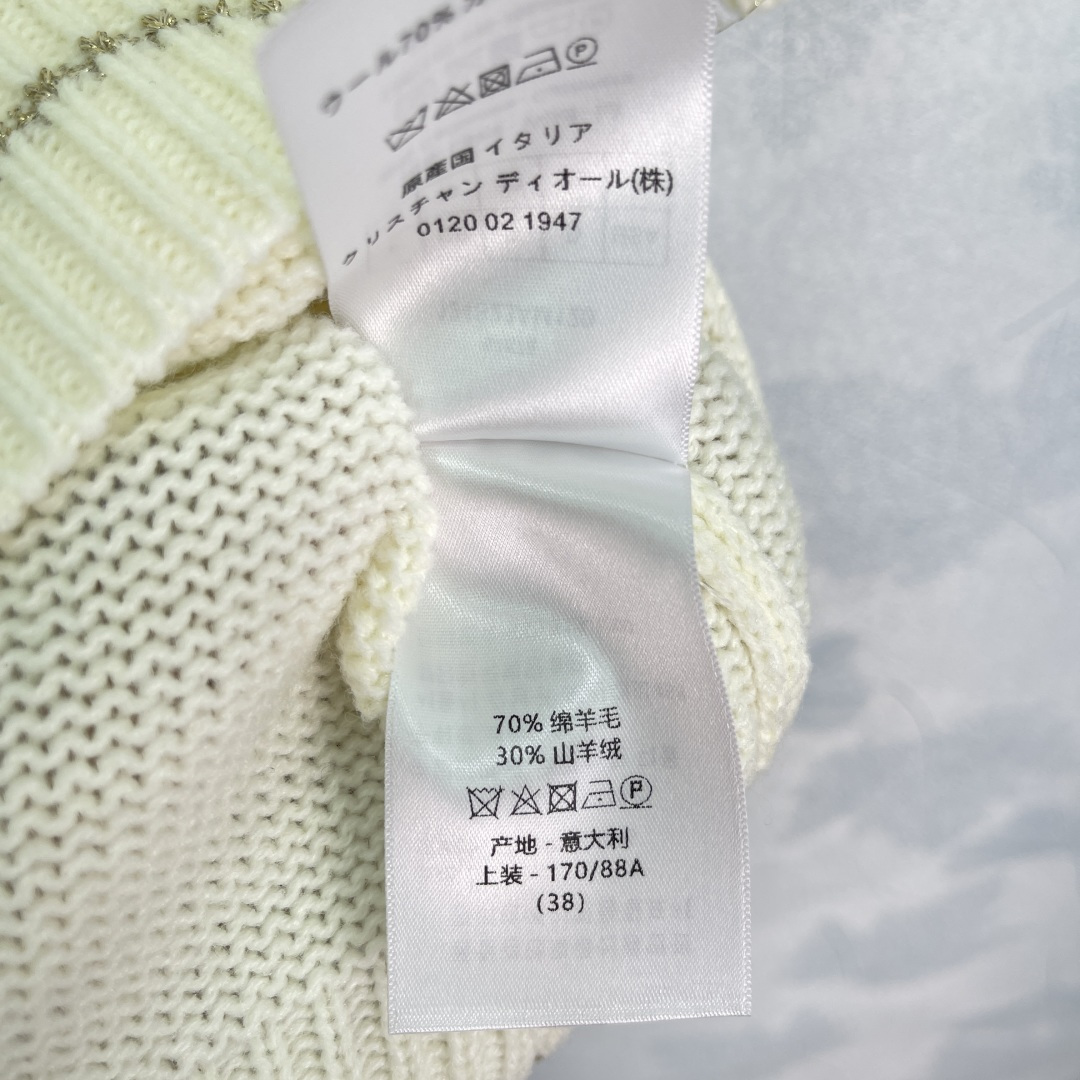 ウール70%
P
原産国 イタリア
クリスチャン ディオール(株)
0120 02 1947
70% 绵羊毛
30% 山羊绒
P
产地 - 意大利
上装 - 170/88A
(38)